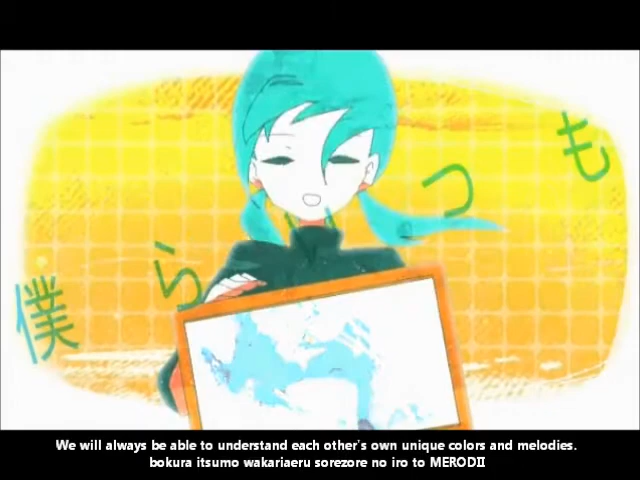 僕らいつも
We will always be able to understand each other's own unique colors and melodies.
bokura itsumo wakariaeru sorezore no iro to MERODII